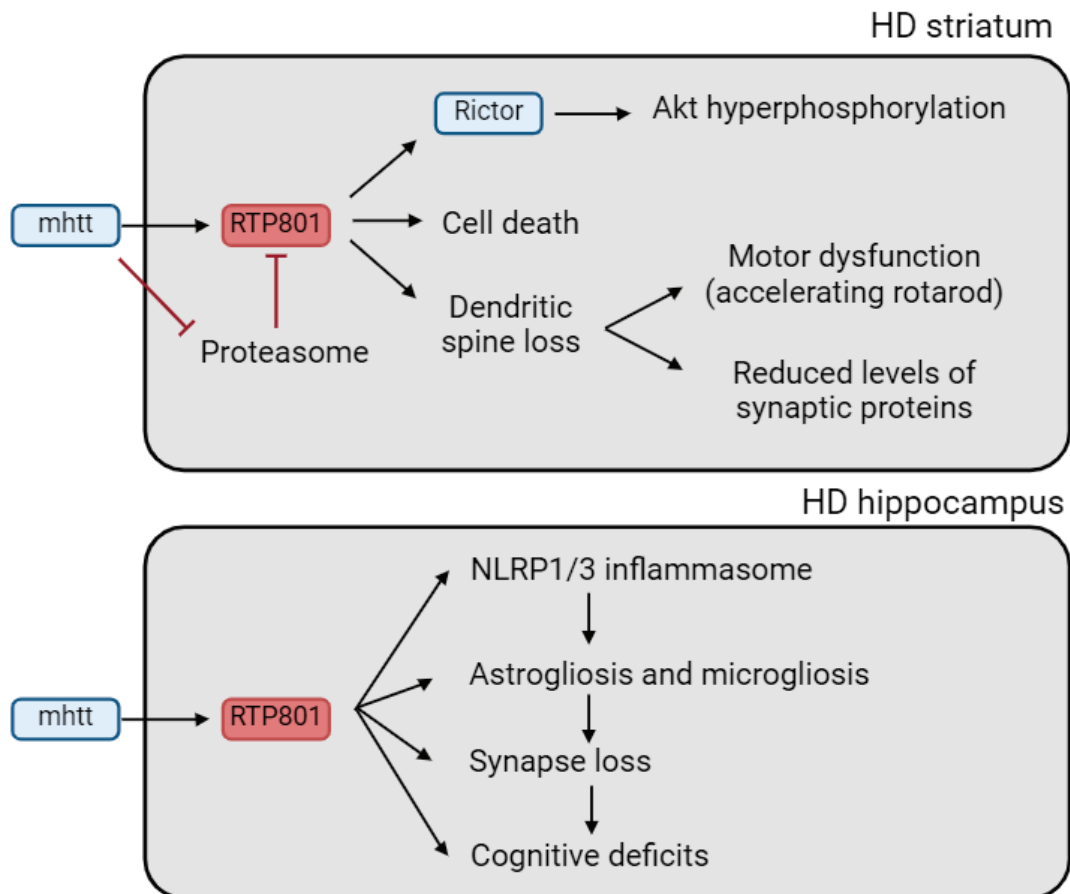 HD striatum
Rictor
Akt hyperphosphorylation
mhtt
RTP801
Cell death
Motor dysfunction
(accelerating rotarod)
Dendritic
spine loss
Proteasome
Reduced levels of
synaptic proteins
HD hippocampus
NLRP1/3 inflammasome
Astrogliosis and microgliosis
mhtt
RTP801
Synapse loss
Cognitive deficits